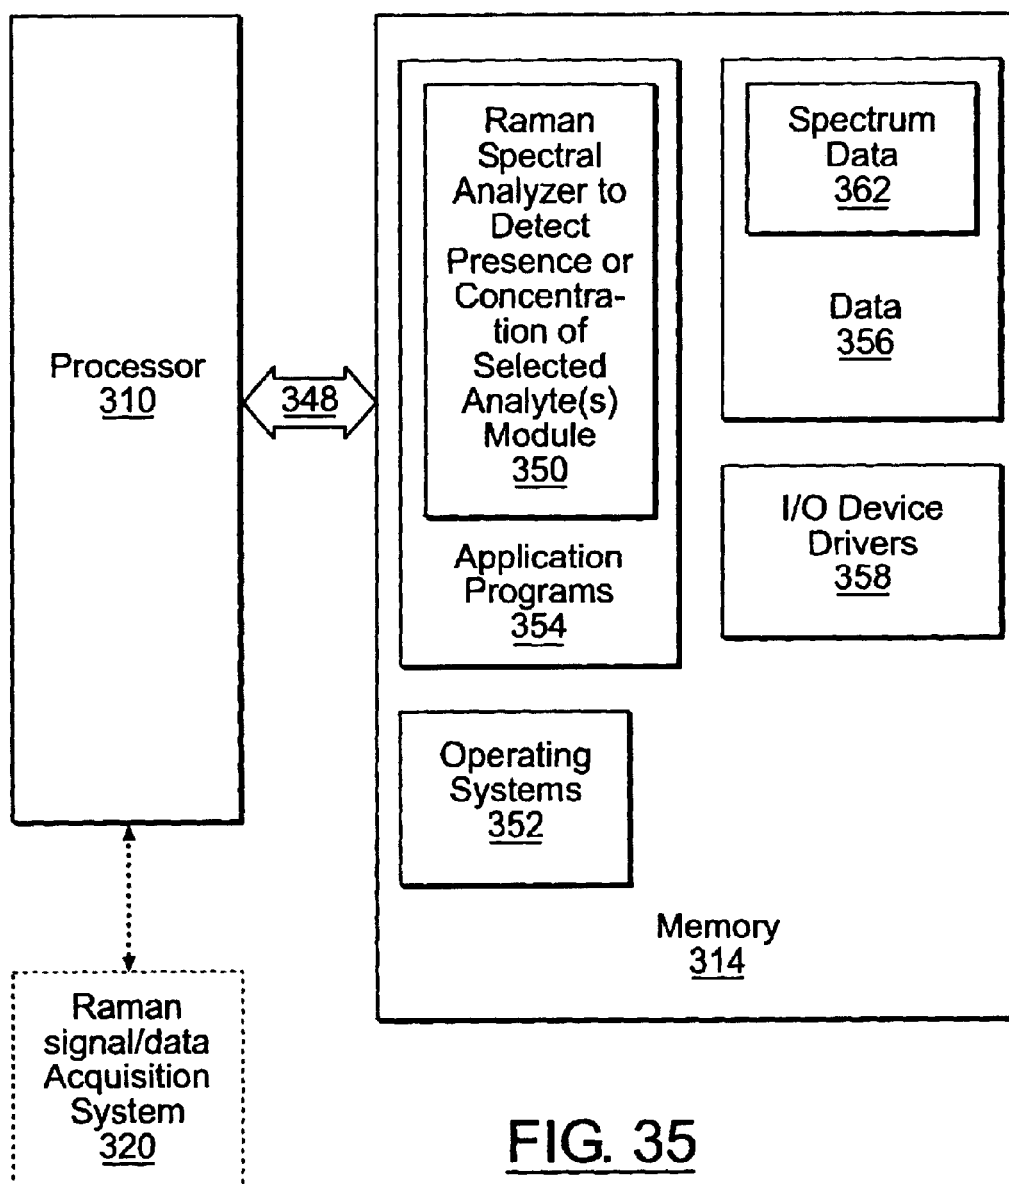 Processor
310
348
Raman
Spectral
Analyzer to
Detect
Presence or
Concentra-
tion of
Selected
Analyte(s)
Module
350
Application
Programs
354
Spectrum
Data
362
Data
356
I/O Device
Drivers
358
Operating
Systems
352
Memory
314
Raman
signal/data
Acquisition
System
320
FIG. 35